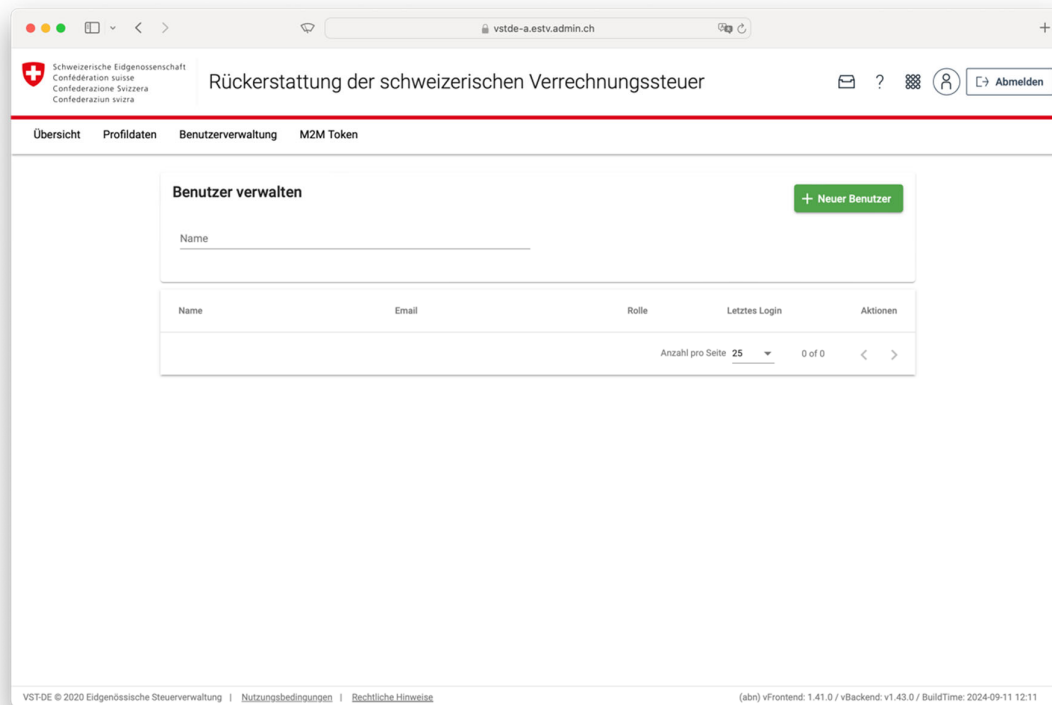 vstde-a.estv.admin.ch
Schweizerische Eidgenossenschaft
Confédération suisse
Confederazione Svizzera
Confederaziun svizra
Rückerstattung der schweizerischen Verrechnungssteuer
?
Abmelden
Übersicht Profildaten Benutzerverwaltung M2M Token
Benutzer verwalten
+ Neuer Benutzer
Name
Name Email Rolle Letztes Login Aktionen
Anzahl pro Seite 25 0 of 0
VST-DE © 2020 Eidgenössische Steuerverwaltung | Nutzungsbedingungen | Rechtliche Hinweise (abn) vFrontend: 1.41.0 / vBackend: v1.43.0 / BuildTime: 2024-09-11 12:11